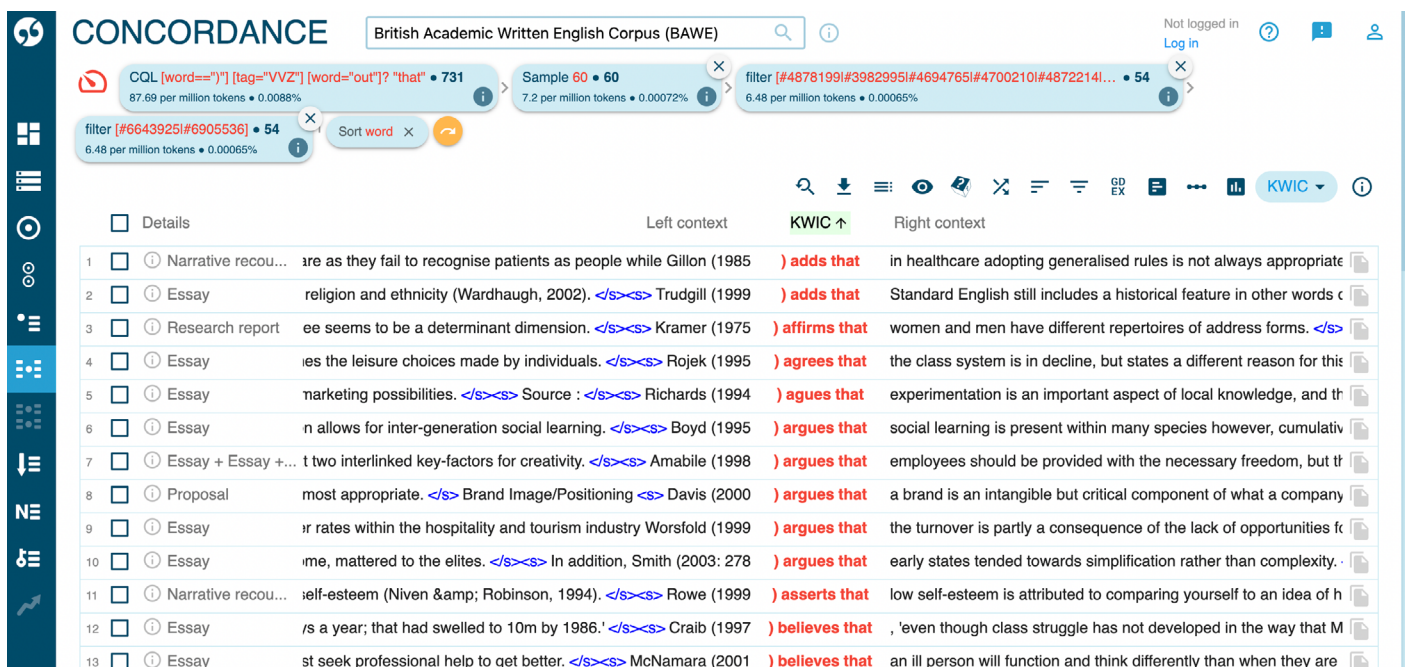 CONCORDANCE British Academic Written English Corpus (BAWE) Not logged in
Log in
CQL [word==")"] [tag="VVZ"] [word="out"]? "that" • 731 Sample 60 • 60 filter [#4878199|#3982995|#4694765|#4700210|#4872214|... • 54
87.69 per million tokens • 0.0088% 7.2 per million tokens • 0.00072% 6.48 per million tokens • 0.00065%
filter [#6643925|#6905536] • 54 Sort word
6.48 per million tokens • 0.00065%
GD EX KWIC
Details Left context KWIC Right context
1 Narrative recou... are as they fail to recognise patients as people while Gillon (1985 ) adds that in healthcare adopting generalised rules is not always appropriate
2 Essay religion and ethnicity (Wardhaugh, 2002). </s><s> Trudgill (1999 ) adds that Standard English still includes a historical feature in other words
3 Research report ee seems to be a determinant dimension. </s><s> Kramer (1975 ) affirms that women and men have different repertoires of address forms. </s>
4 Essay es the leisure choices made by individuals. </s><s> Rojek (1995 ) agrees that the class system is in decline, but states a different reason for this
5 Essay marketing possibilities. </s><s> Source : </s><s> Richards (1994 ) agues that experimentation is an important aspect of local knowledge, and th
6 Essay n allows for inter-generation social learning. </s><s> Boyd (1995 ) argues that social learning is present within many species however, cumulativ
7 Essay + Essay +... t two interlinked key-factors for creativity. </s><s> Amabile (1998 ) argues that employees should be provided with the necessary freedom, but th
8 Proposal most appropriate. </s> Brand Image/Positioning <s> Davis (2000 ) argues that a brand is an intangible but critical component of what a company
9 Essay r rates within the hospitality and tourism industry Worsfold (1999 ) argues that the turnover is partly a consequence of the lack of opportunities fo
10 Essay ome, mattered to the elites. </s><s> In addition, Smith (2003: 278 ) argues that early states tended towards simplification rather than complexity.
11 Narrative recou... self-esteem (Niven &amp; Robinson, 1994). </s><s> Rowe (1999 ) asserts that low self-esteem is attributed to comparing yourself to an idea of h
12 Essay ys a year; that had swelled to 10m by 1986.' </s><s> Craib (1997 ) believes that , 'even though class struggle has not developed in the way that M
13 Essay st seek professional help to get better. </s><s> McNamara (2001 ) believes that an ill person will function and think differently than when they are